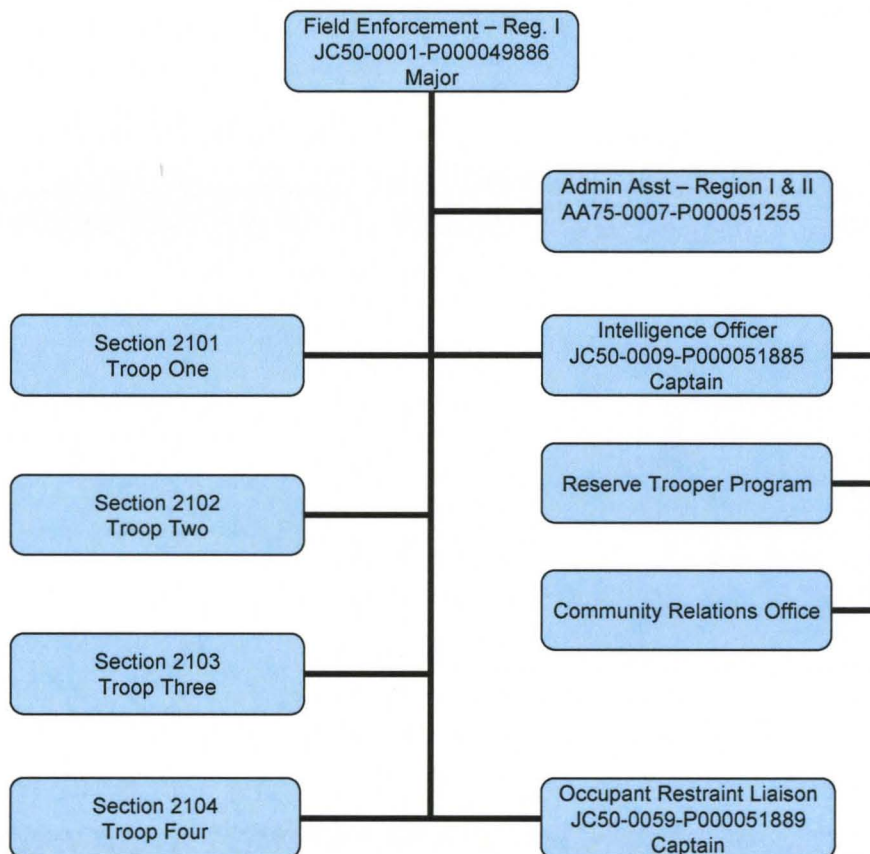 Field Enforcement – Reg. I
JC50-0001-P000049886
Major
Admin Asst – Region I & II
AA75-0007-P000051255
Section 2101
Troop One
Intelligence Officer
JC50-0009-P000051885
Captain
Section 2102
Troop Two
Reserve Trooper Program
Community Relations Office
Section 2103
Troop Three
Section 2104
Troop Four
Occupant Restraint Liaison
JC50-0059-P000051889
Captain